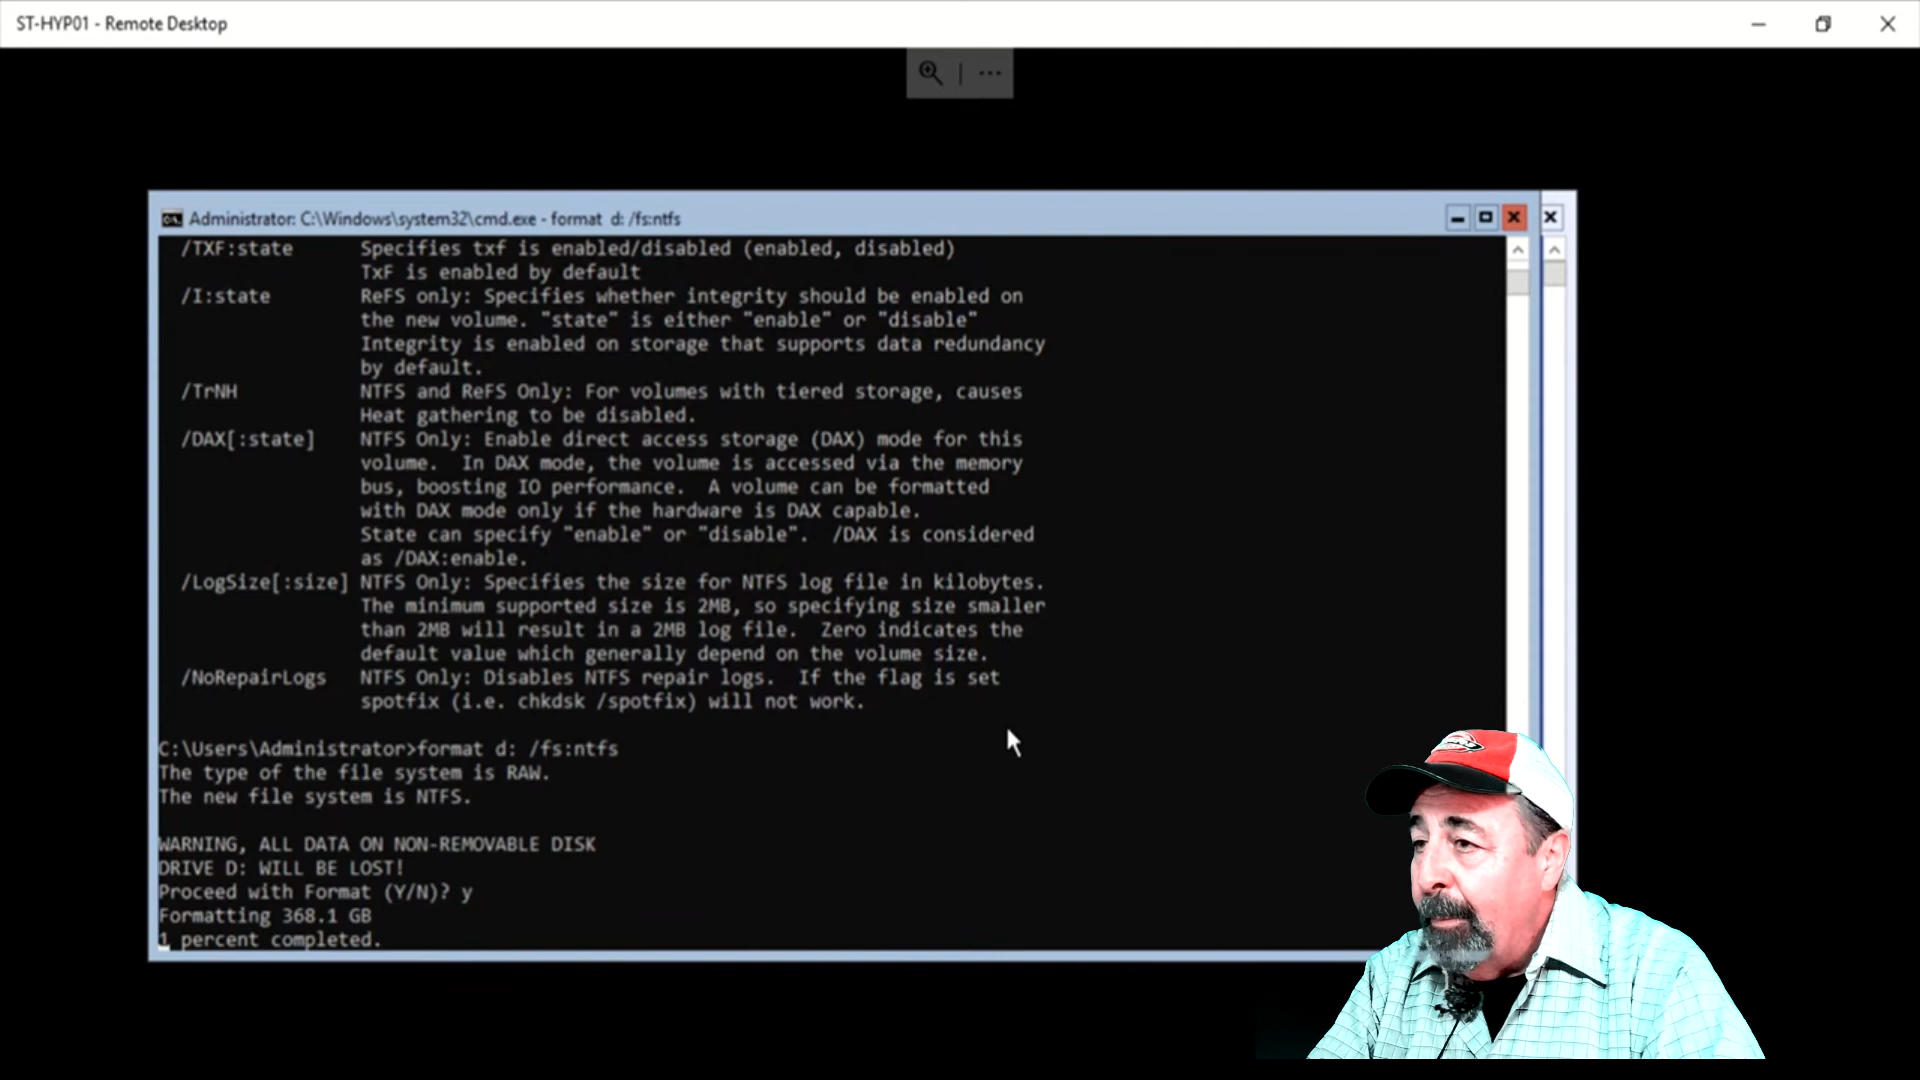 ST-HYP01 - Remote Desktop
Administrator: C:\Windows\system32\cmd.exe - format  d: /fs:ntfs
/TXF:state      Specifies txf is enabled/disabled (enabled, disabled)
TxF is enabled by default
/I:state        ReFS only: Specifies whether integrity should be enabled on
the new volume. "state" is either "enable" or "disable"
Integrity is enabled on storage that supports data redundancy
by default.
/TrNH           NTFS and ReFS Only: For volumes with tiered storage, causes
Heat gathering to be disabled.
/DAX[:state]    NTFS Only: Enable direct access storage (DAX) mode for this
volume.  In DAX mode, the volume is accessed via the memory
bus, boosting IO performance.  A volume can be formatted
with DAX mode only if the hardware is DAX capable.
State can specify "enable" or "disable".  /DAX is considered
as /DAX:enable.
/LogSize[:size] NTFS Only: Specifies the size for NTFS log file in kilobytes.
The minimum supported size is 2MB, so specifying size smaller
than 2MB will result in a 2MB log file.  Zero indicates the
default value which generally depend on the volume size.
/NoRepairLogs   NTFS Only: Disables NTFS repair logs.  If the flag is set
spotfix (i.e. chkdsk /spotfix) will not work.
C:\Users\Administrator>format d: /fs:ntfs
The type of the file system is RAW.
The new file system is NTFS.
WARNING, ALL DATA ON NON-REMOVABLE DISK
DRIVE D: WILL BE LOST!
Proceed with Format (Y/N)? y
Formatting 368.1 GB
1 percent completed.